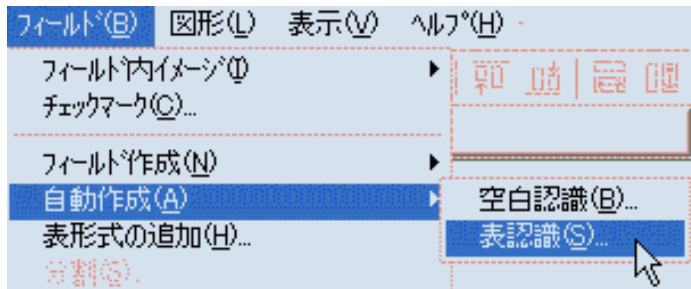 フィールド(B) 図形(L) 表示(V) ヘルプ(H)
フィールド内イメージ(I)
チェックマーク(C)...
フィールド作成(N)
自動作成(A)
空白認識(B)...
表形式の追加(H)...
表認識(S)...
分割(S)...